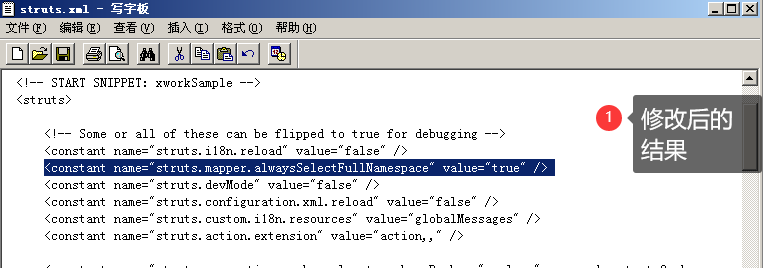 struts.xml - 写字板
文件(F) 编辑(E) 查看(V) 插入(I) 格式(O) 帮助(H)
<!-- START SNIPPET: xworkSample -->
<struts>
<!-- Some or all of these can be flipped to true for debugging -->
<constant name="struts.i18n.reload" value="false" />
<constant name="struts.mapper.alwaysSelectFullNamespace" value="true" />
<constant name="struts.devMode" value="false" />
<constant name="struts.configuration.xml.reload" value="false" />
<constant name="struts.custom.i18n.resources" value="globalMessages" />
<constant name="struts.action.extension" value="action,," />
1
修改后的
结果